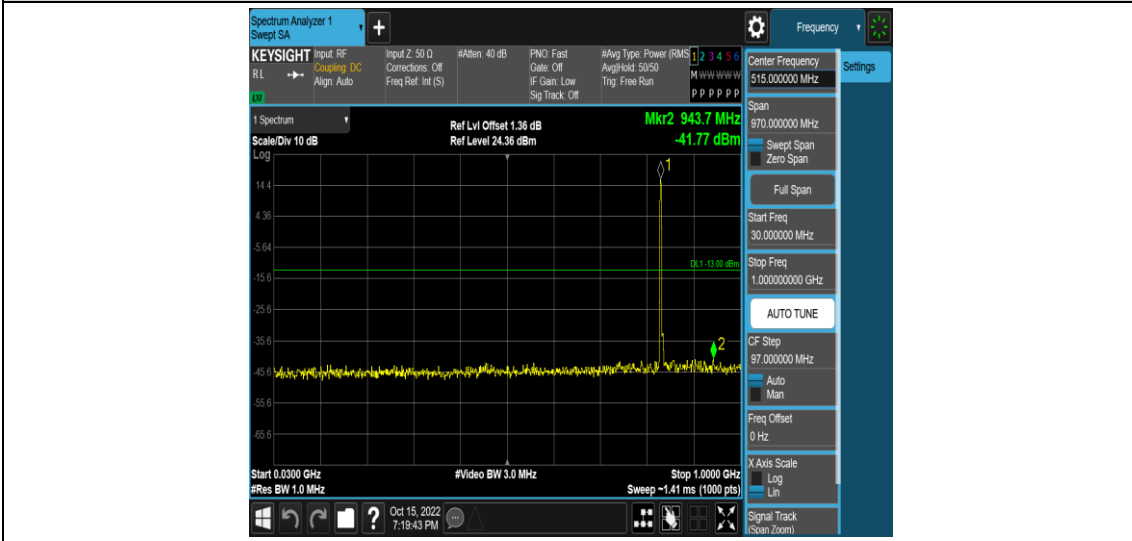 Spectrum Analyzer 1
Swept SA
+
Frequency
KEYSIGHT
RL
Input: RF
Coupling: DC
Align: Auto
Input Z: 50 Ω
Corrections: Off
Freq Ref: Int (S)
#Atten: 40 dB
PNO: Fast
Gate: Off
IF Gain: Low
Sig Track: Off
#Avg Type: Power (RMS
Avg|Hold: 50/50
Trig: Free Run
1 2 3 4 5 6
M W W W W W
P P P P P P
1 Spectrum
Scale/Div 10 dB
Log
Ref Lvl Offset 1.36 dB
Ref Level 24.36 dBm
Mkr2 943.7 MHz
-41.77 dBm
14.4
4.36
-5.64
-15.6
-25.6
-35.6
-45.6
-55.6
-65.6
1
DL1 -13.00 dBm
2
Start 0.0300 GHz
#Res BW 1.0 MHz
#Video BW 3.0 MHz
Stop 1.0000 GHz
Sweep ~1.41 ms (1000 pts)
?
Oct 15, 2022
7:19:43 PM
Center Frequency
515.000000 MHz
Settings
Span
970.000000 MHz
Swept Span
Zero Span
Full Span
Start Freq
30.000000 MHz
Stop Freq
1.000000000 GHz
AUTO TUNE
CF Step
97.000000 MHz
Auto
Man
Freq Offset
0 Hz
X Axis Scale
Log
Lin
Signal Track
(Span Zoom)